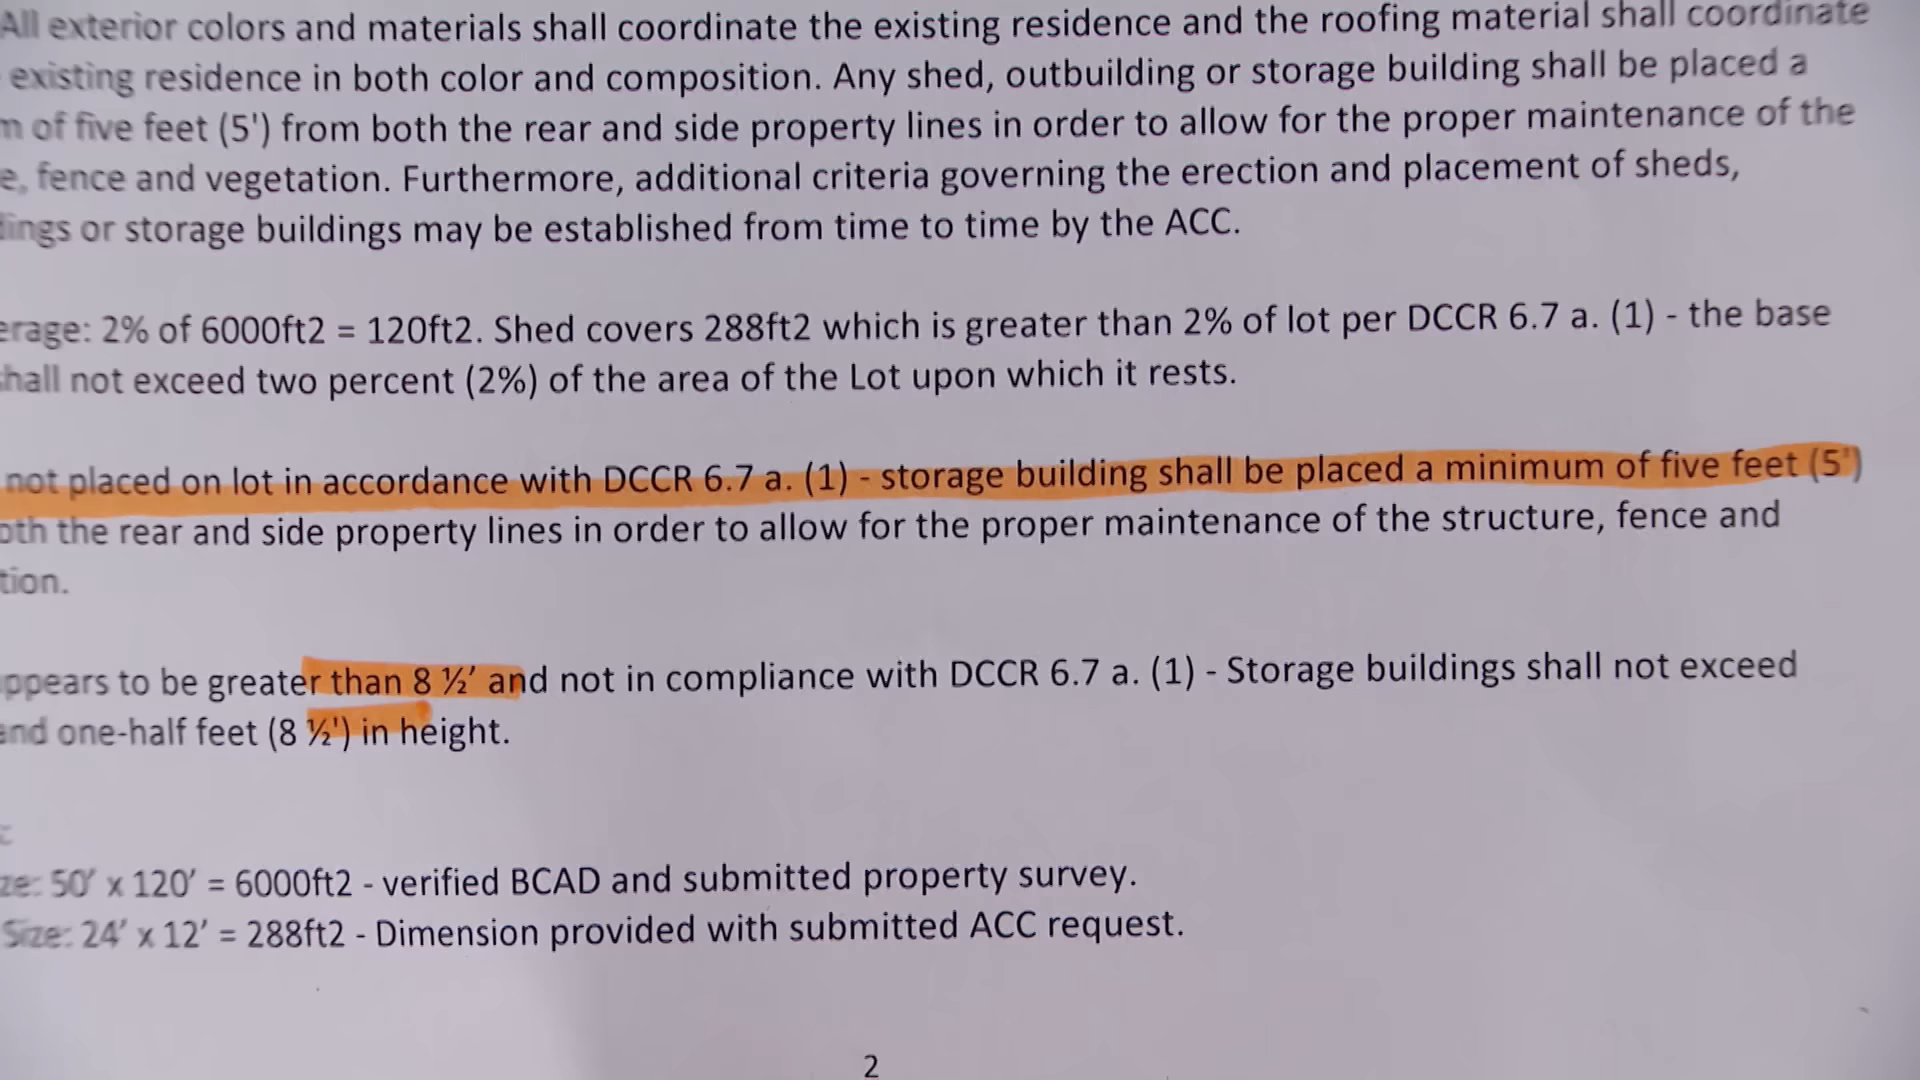 All exterior colors and materials shall coordinate the existing residence and the roofing material shall coordinate
existing residence in both color and composition. Any shed, outbuilding or storage building shall be placed a
of five feet (5') from both the rear and side property lines in order to allow for the proper maintenance of the
fence and vegetation. Furthermore, additional criteria governing the erection and placement of sheds,
or storage buildings may be established from time to time by the ACC.
erage: 2% of 6000ft2 = 120ft2. Shed covers 288ft2 which is greater than 2% of lot per DCCR 6.7 a. (1) - the base
hall not exceed two percent (2%) of the area of the Lot upon which it rests.
not placed on lot in accordance with DCCR 6.7 a. (1) - storage building shall be placed a minimum of five feet (5')
oth the rear and side property lines in order to allow for the proper maintenance of the structure, fence and
tion.
ppears to be greater than 8 ½’ and not in compliance with DCCR 6.7 a. (1) - Storage buildings shall not exceed
and one-half feet (8 ½') in height.
ze: 50’ x 120’ = 6000ft2 - verified BCAD and submitted property survey.
Size: 24’ x 12’ = 288ft2 - Dimension provided with submitted ACC request.
2